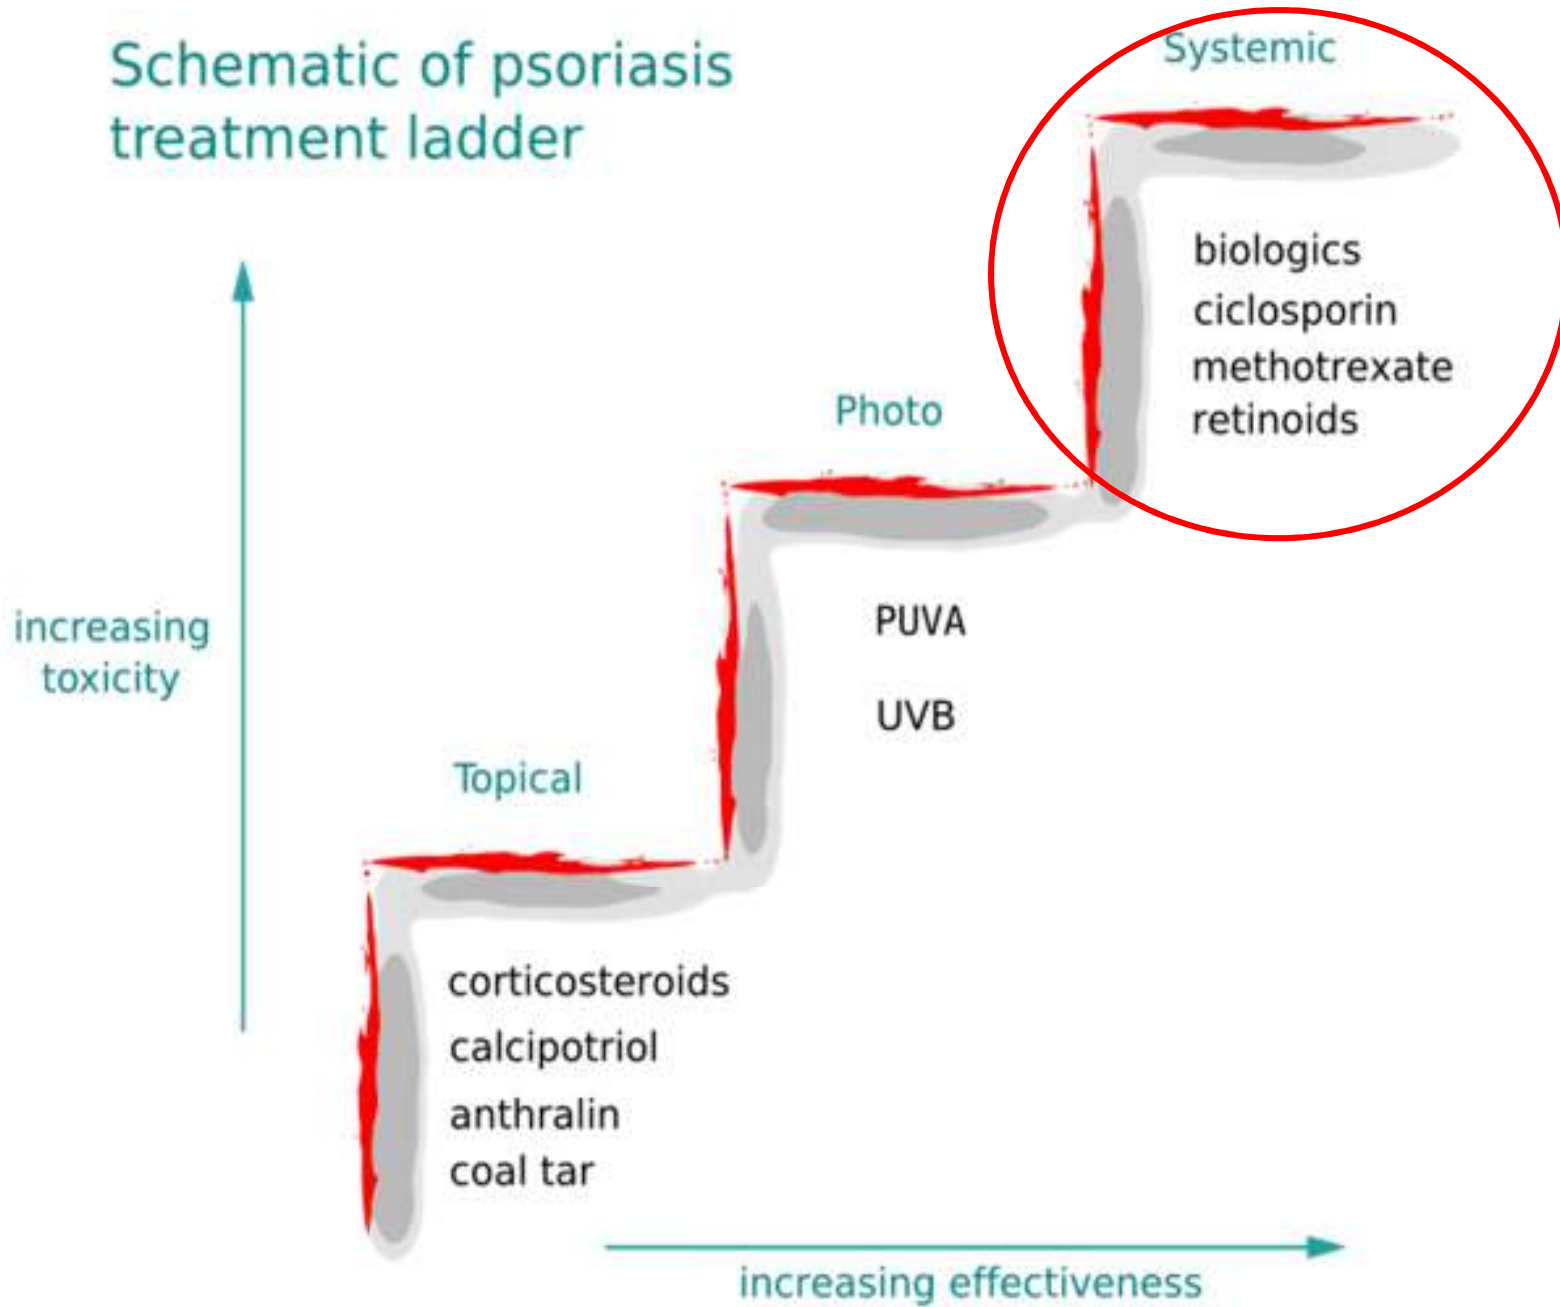 Schematic of psoriasis
treatment ladder
Systemic
biologics
ciclosporin
methotrexate
retinoids
Photo
PUVA
UVB
increasing
toxicity
Topical
corticosteroids
calcipotriol
anthralin
coal tar
increasing effectiveness